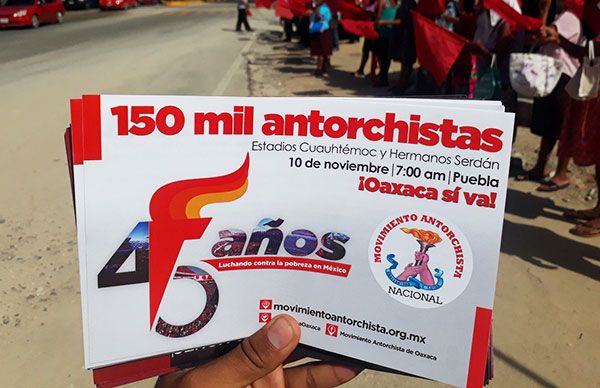 150 mil antorchistas
Estadios Cuauhtémoc y Hermanos Serdán
10 de noviembre | 7:00 am | Puebla
¡Oaxaca sí va!
45 años
Luchando contra la pobreza en México
MOVIMIENTO ANTORCHISTA
NACIONAL
movimientoantorchista.org.mx
Oaxaca
Movimiento Antorchista de Oaxaca